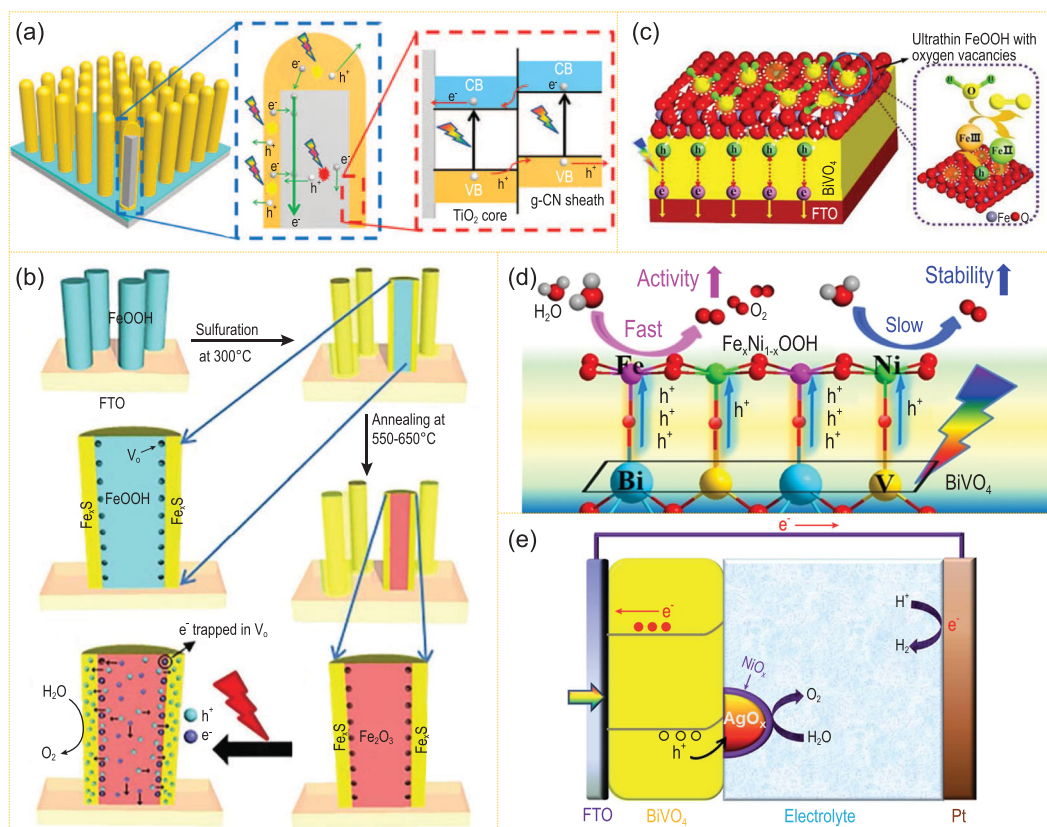 (a)
e⁻
h⁺
e⁻
h⁺
e⁻
h⁺
h⁺
e⁻
CB
CB
e⁻
e⁻
VB
h⁺
VB
h⁺
TiO₂ core
g-CN sheath
(c)
Ultrathin FeOOH with
oxygen vacancies
H
H
O
FeIII
FeII
h
h h h h h
e e e e e
BiVO₄
FTO
Fe
O
(b)
FeOOH
FTO
Sulfuration
at 300°C
Annealing at
550-650°C
Vₒ
FeOOH
FeₓS
FeₓS
e⁻ trapped in Vₒ
H₂O
O₂
h⁺
e⁻
FeₓS
Fe₂O₃
FeₓS
(d)
Activity
Stability
H₂O
O₂
Fast
Slow
FeₓNi₁₋ₓOOH
Fe
Ni
h⁺
h⁺
h⁺
h⁺
h⁺
h⁺
h⁺
h⁺
Bi
V
BiVO₄
(e)
e⁻
e⁻
H⁺
e⁻
H₂
NiOₓ
AgOₓ
O₂
H₂O
h⁺
FTO
BiVO₄
Electrolyte
Pt